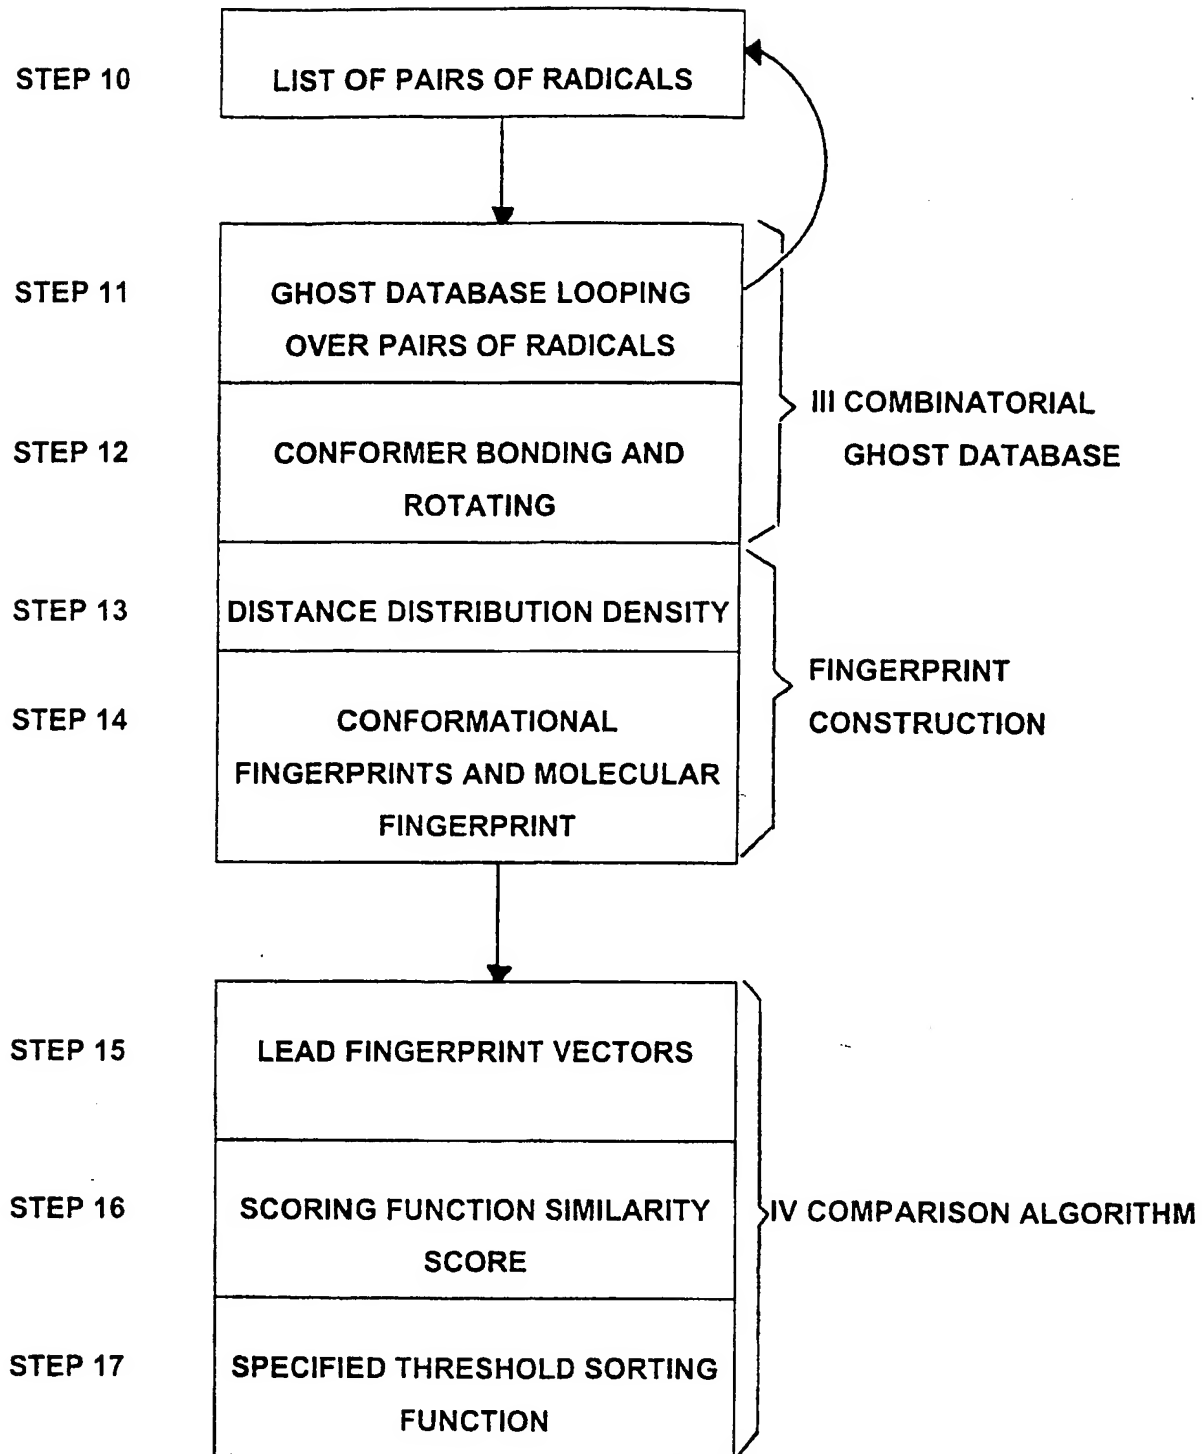 STEP 10
LIST OF PAIRS OF RADICALS
STEP 11
GHOST DATABASE LOOPING
OVER PAIRS OF RADICALS
STEP 12
CONFORMER BONDING AND
ROTATING
III COMBINATORIAL
GHOST DATABASE
STEP 13
DISTANCE DISTRIBUTION DENSITY
STEP 14
CONFORMATIONAL
FINGERPRINTS AND MOLECULAR
FINGERPRINT
FINGERPRINT
CONSTRUCTION
STEP 15
LEAD FINGERPRINT VECTORS
STEP 16
SCORING FUNCTION SIMILARITY
SCORE
IV COMPARISON ALGORITHM
STEP 17
SPECIFIED THRESHOLD SORTING
FUNCTION